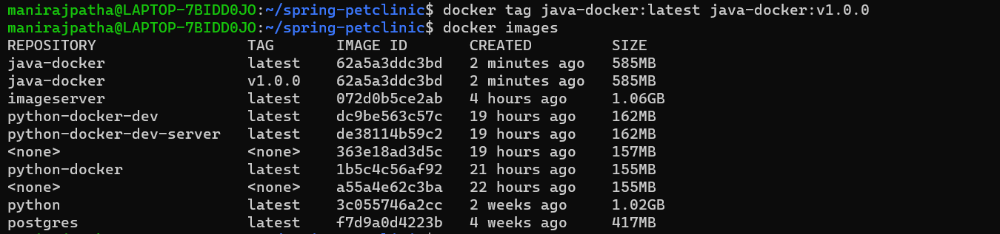 manirajpatha@LAPTOP-7BIDD0JO:~/spring-petclinic$ docker tag java-docker:latest java-docker:v1.0.0
manirajpatha@LAPTOP-7BIDD0JO:~/spring-petclinic$ docker images
REPOSITORY TAG IMAGE ID CREATED SIZE
java-docker latest 62a5a3ddc3bd 2 minutes ago 585MB
java-docker v1.0.0 62a5a3ddc3bd 2 minutes ago 585MB
imageserver latest 072d0b5ce2ab 4 hours ago 1.06GB
python-docker-dev latest dc9be563c57c 19 hours ago 162MB
python-docker-dev-server latest de38114b59c2 19 hours ago 162MB
<none> <none> 363e18ad3d5c 19 hours ago 157MB
python-docker latest 1b5c4c56af92 21 hours ago 155MB
<none> <none> a55a4e62c3ba 22 hours ago 155MB
python latest 3c055746a2cc 2 weeks ago 1.02GB
postgres latest f7d9a0d4223b 4 weeks ago 417MB